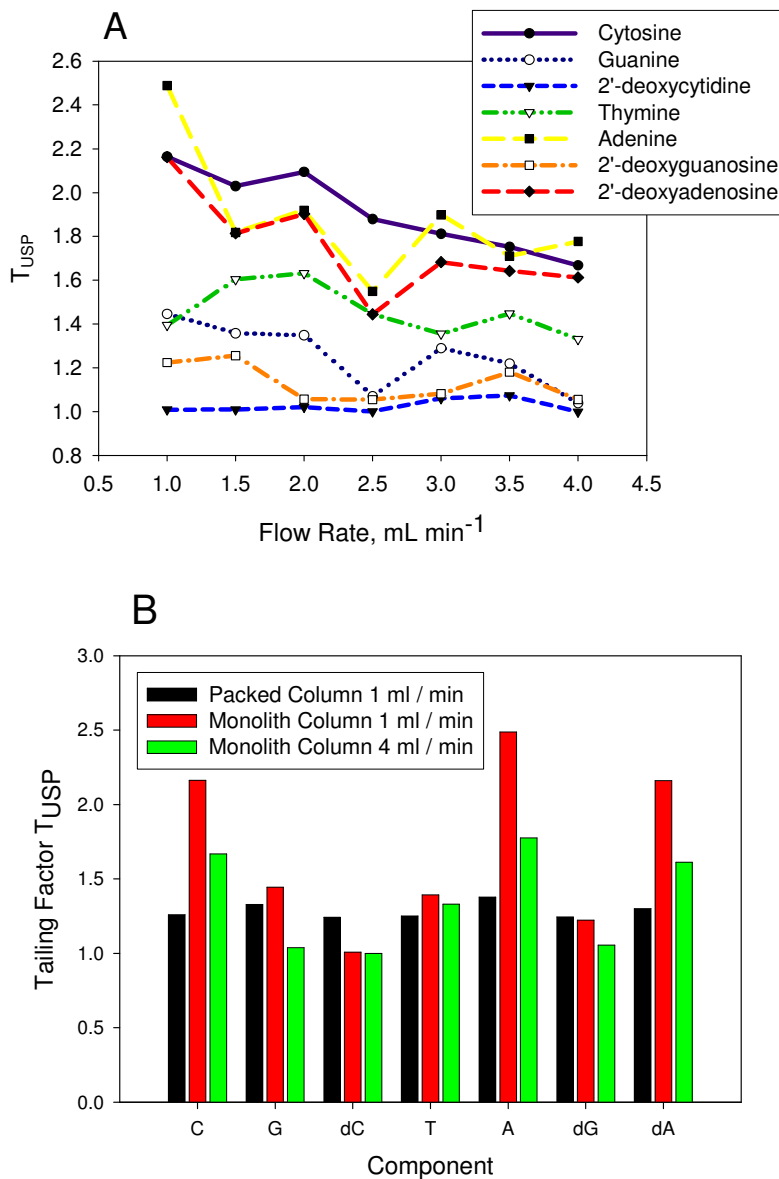 A
Cytosine
Guanine
2'-deoxycytidine
Thymine
Adenine
2'-deoxyguanosine
2'-deoxyadenosine
2.6
2.4
2.2
2.0
1.8
1.6
1.4
1.2
1.0
0.8
T_USP
0.5 1.0 1.5 2.0 2.5 3.0 3.5 4.0 4.5
Flow Rate, mL min⁻¹
B
3.0
2.5
2.0
1.5
1.0
0.5
0.0
Tailing Factor T_USP
Packed Column 1 ml / min
Monolith Column 1 ml / min
Monolith Column 4 ml / min
C G dC T A dG dA
Component